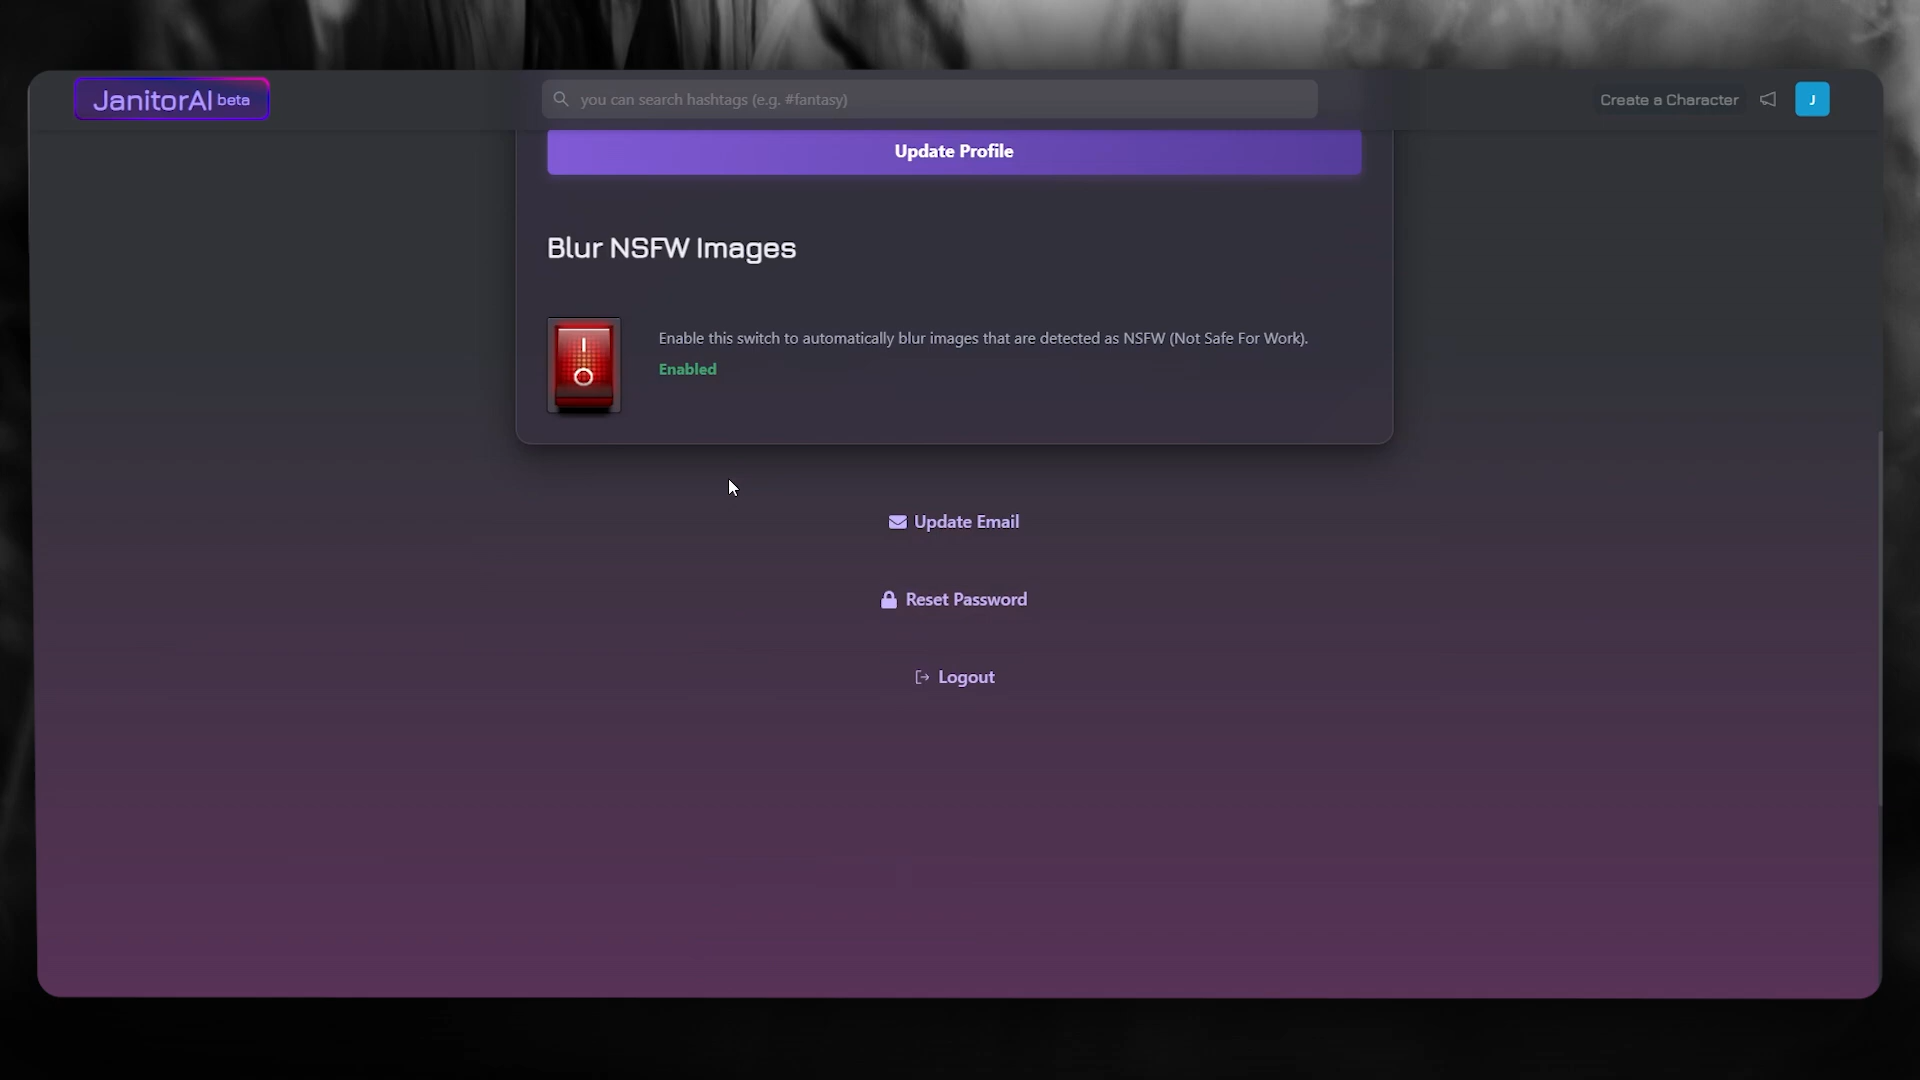 JanitorAI beta
you can search hashtags (e.g. #fantasy)
Create a Character
J
Update Profile
Blur NSFW Images
Enable this switch to automatically blur images that are detected as NSFW (Not Safe For Work).
Enabled
Update Email
Reset Password
Logout